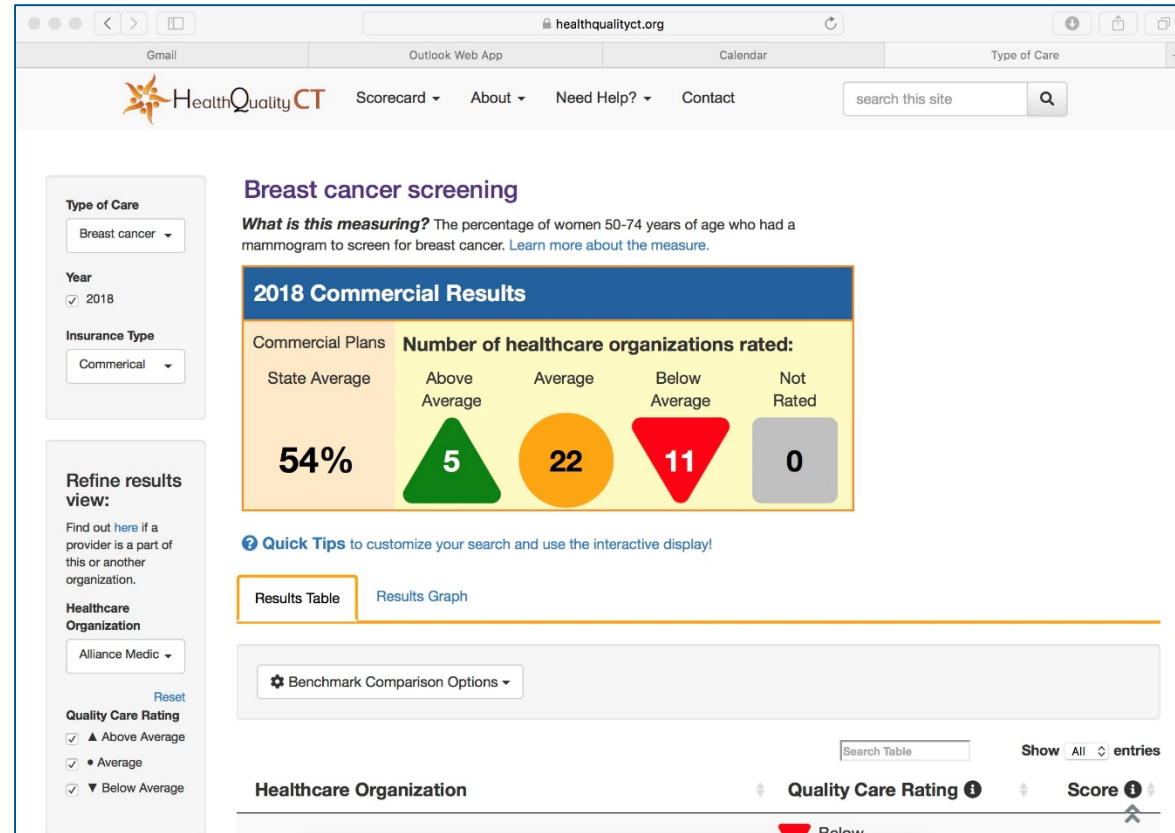 healthqualityct.org
Gmail
Outlook Web App
Calendar
Type of Care
HealthQuality CT
Scorecard
About
Need Help?
Contact
search this site
Type of Care
Breast cancer
Year
2018
Insurance Type
Commerical
Refine results
view:
Find out here if a
provider is a part of
this or another
organization.
Healthcare
Organization
Alliance Medic
Reset
Quality Care Rating
▲ Above Average
● Average
▼ Below Average
Breast cancer screening
What is this measuring? The percentage of women 50-74 years of age who had a
mammogram to screen for breast cancer. Learn more about the measure.
2018 Commercial Results
Commercial Plans
State Average
54%
Number of healthcare organizations rated:
Above
Average
Average
Below
Average
Not
Rated
5
22
11
0
Quick Tips to customize your search and use the interactive display!
Results Table
Results Graph
Benchmark Comparison Options
Search Table
Show All entries
Healthcare Organization
Quality Care Rating
Score
Below